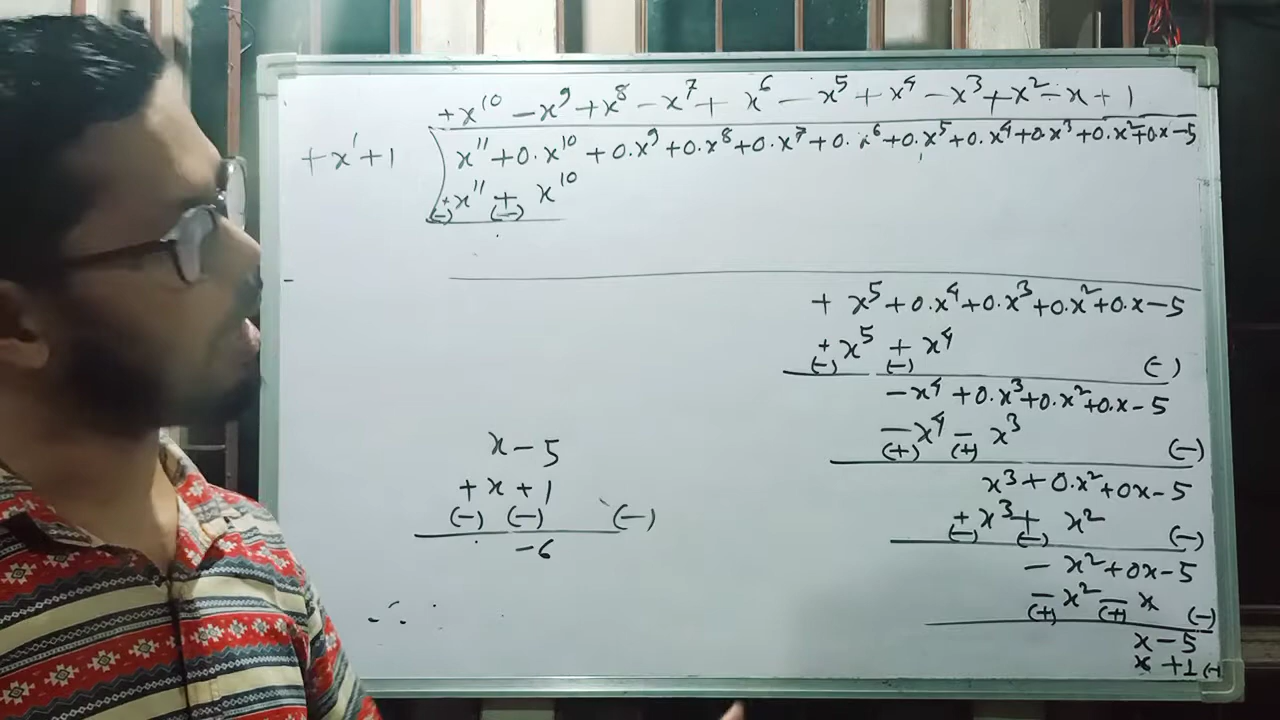 +x¹⁰ − x⁹ + x⁸ − x⁷ + x⁶ − x⁵ + x⁴ − x³ + x² − x + 1
+x¹ + 1
x¹¹ + 0.x¹⁰ + 0.x⁹ + 0.x⁸ + 0.x⁷ + 0.x⁶ + 0.x⁵ + 0.x⁴ + 0.x³ + 0.x² + 0.x − 5
+x¹¹ + x¹⁰
(−) (−)
+ x⁵ + 0.x⁴ + 0.x³ + 0.x² + 0.x − 5
+x⁵ + x⁴
(−) (−) (−)
−x⁴ + 0.x³ + 0.x² + 0.x − 5
−x⁴ − x³
(+) (+) (−)
x³ + 0.x² + 0x − 5
+x³ + x²
(−) (−) (−)
− x² + 0x − 5
− x² − x
(+) (+) (−)
x − 5
x + 1 (−)
x − 5
+ x + 1
(−) (−) (−)
−6